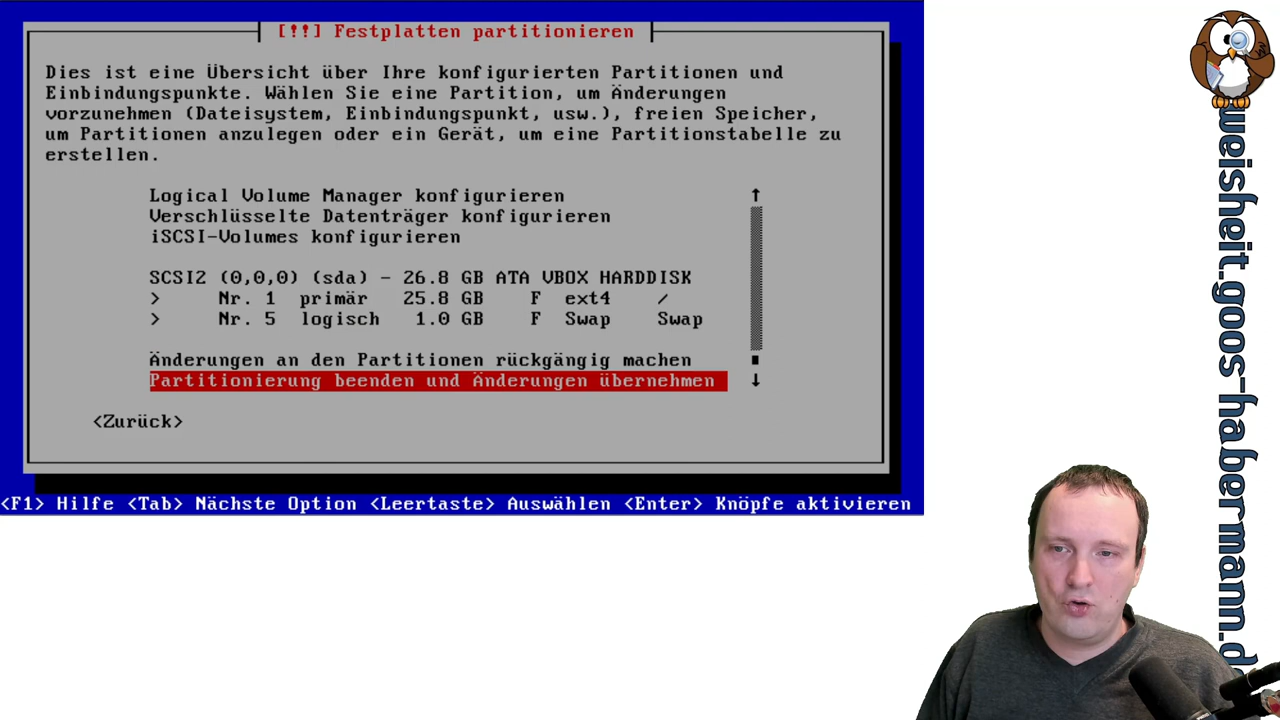 [!!] Festplatten partitionieren
Dies ist eine Übersicht über Ihre konfigurierten Partitionen und
Einbindungspunkte. Wählen Sie eine Partition, um Änderungen
vorzunehmen (Dateisystem, Einbindungspunkt, usw.), freien Speicher,
um Partitionen anzulegen oder ein Gerät, um eine Partitionstabelle zu
erstellen.
Logical Volume Manager konfigurieren
Verschlüsselte Datenträger konfigurieren
iSCSI-Volumes konfigurieren
SCSI2 (0,0,0) (sda) - 26.8 GB ATA VBOX HARDDISK
> Nr. 1 primär 25.8 GB F ext4 /
> Nr. 5 logisch 1.0 GB F Swap Swap
Änderungen an den Partitionen rückgängig machen
Partitionierung beenden und Änderungen übernehmen
<Zurück>
<F1> Hilfe <Tab> Nächste Option <Leertaste> Auswählen <Enter> Knöpfe aktivieren
weisheit.goos-habermann.d